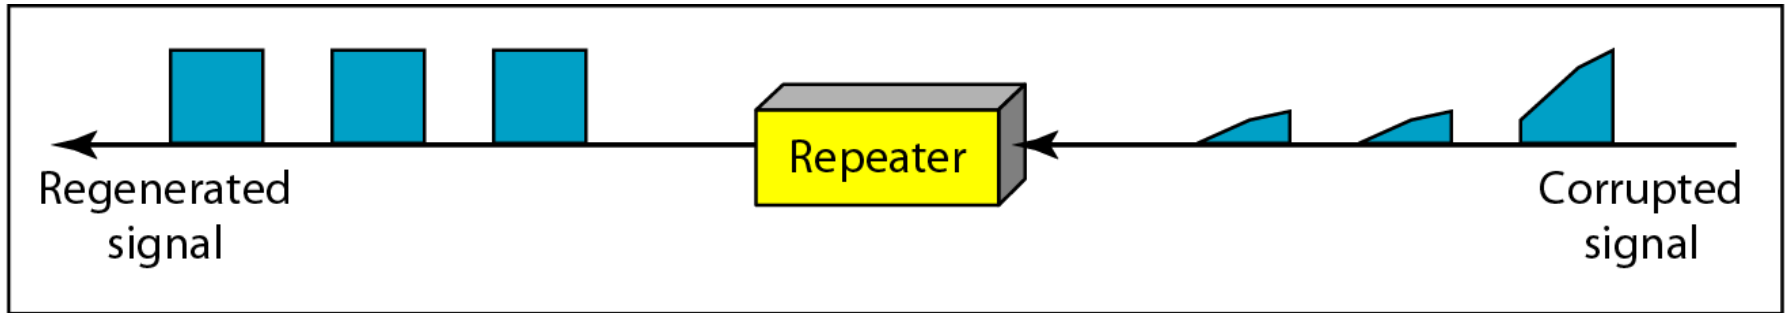 Repeater
Regenerated
signal
Corrupted
signal